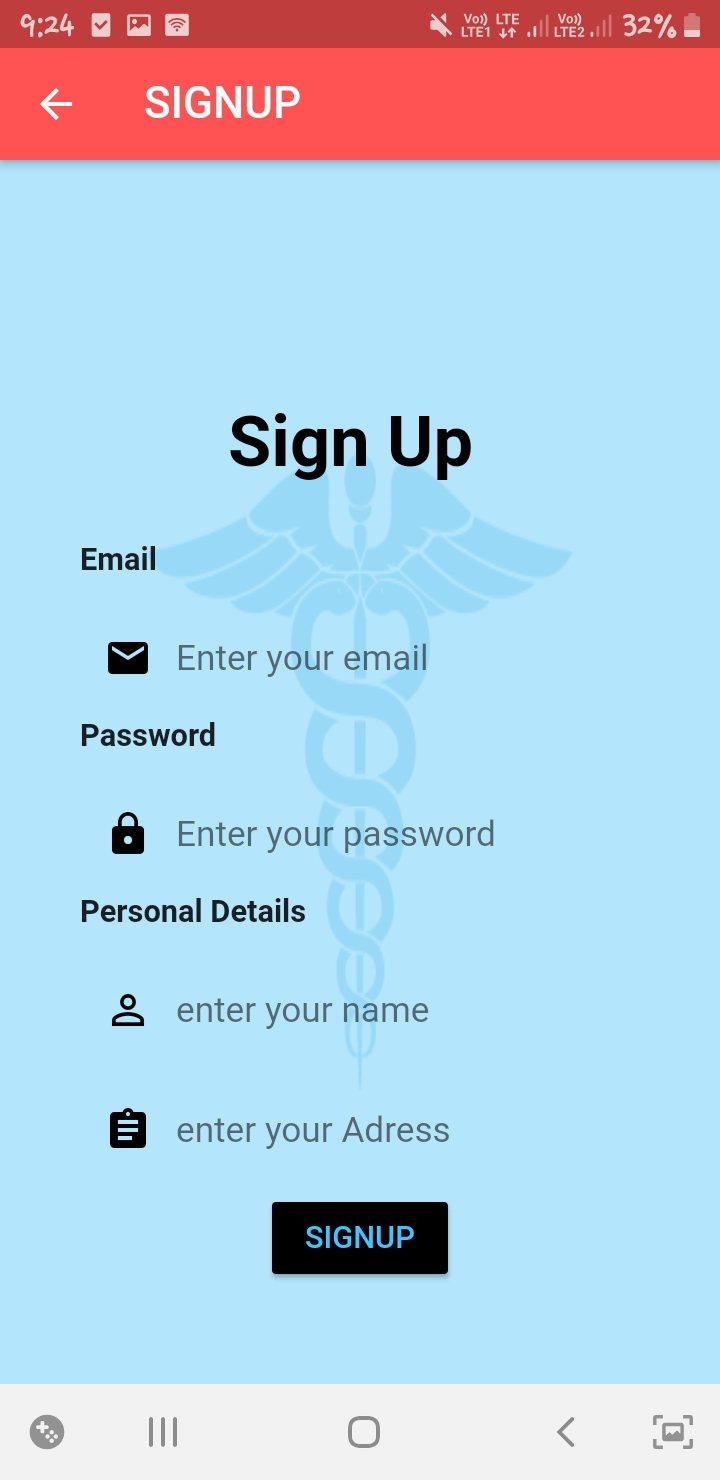 9:24 Vo) LTE1 LTE Vo) LTE2 32%
SIGNUP
Sign Up
Email
Enter your email
Password
Enter your password
Personal Details
enter your name
enter your Adress
SIGNUP